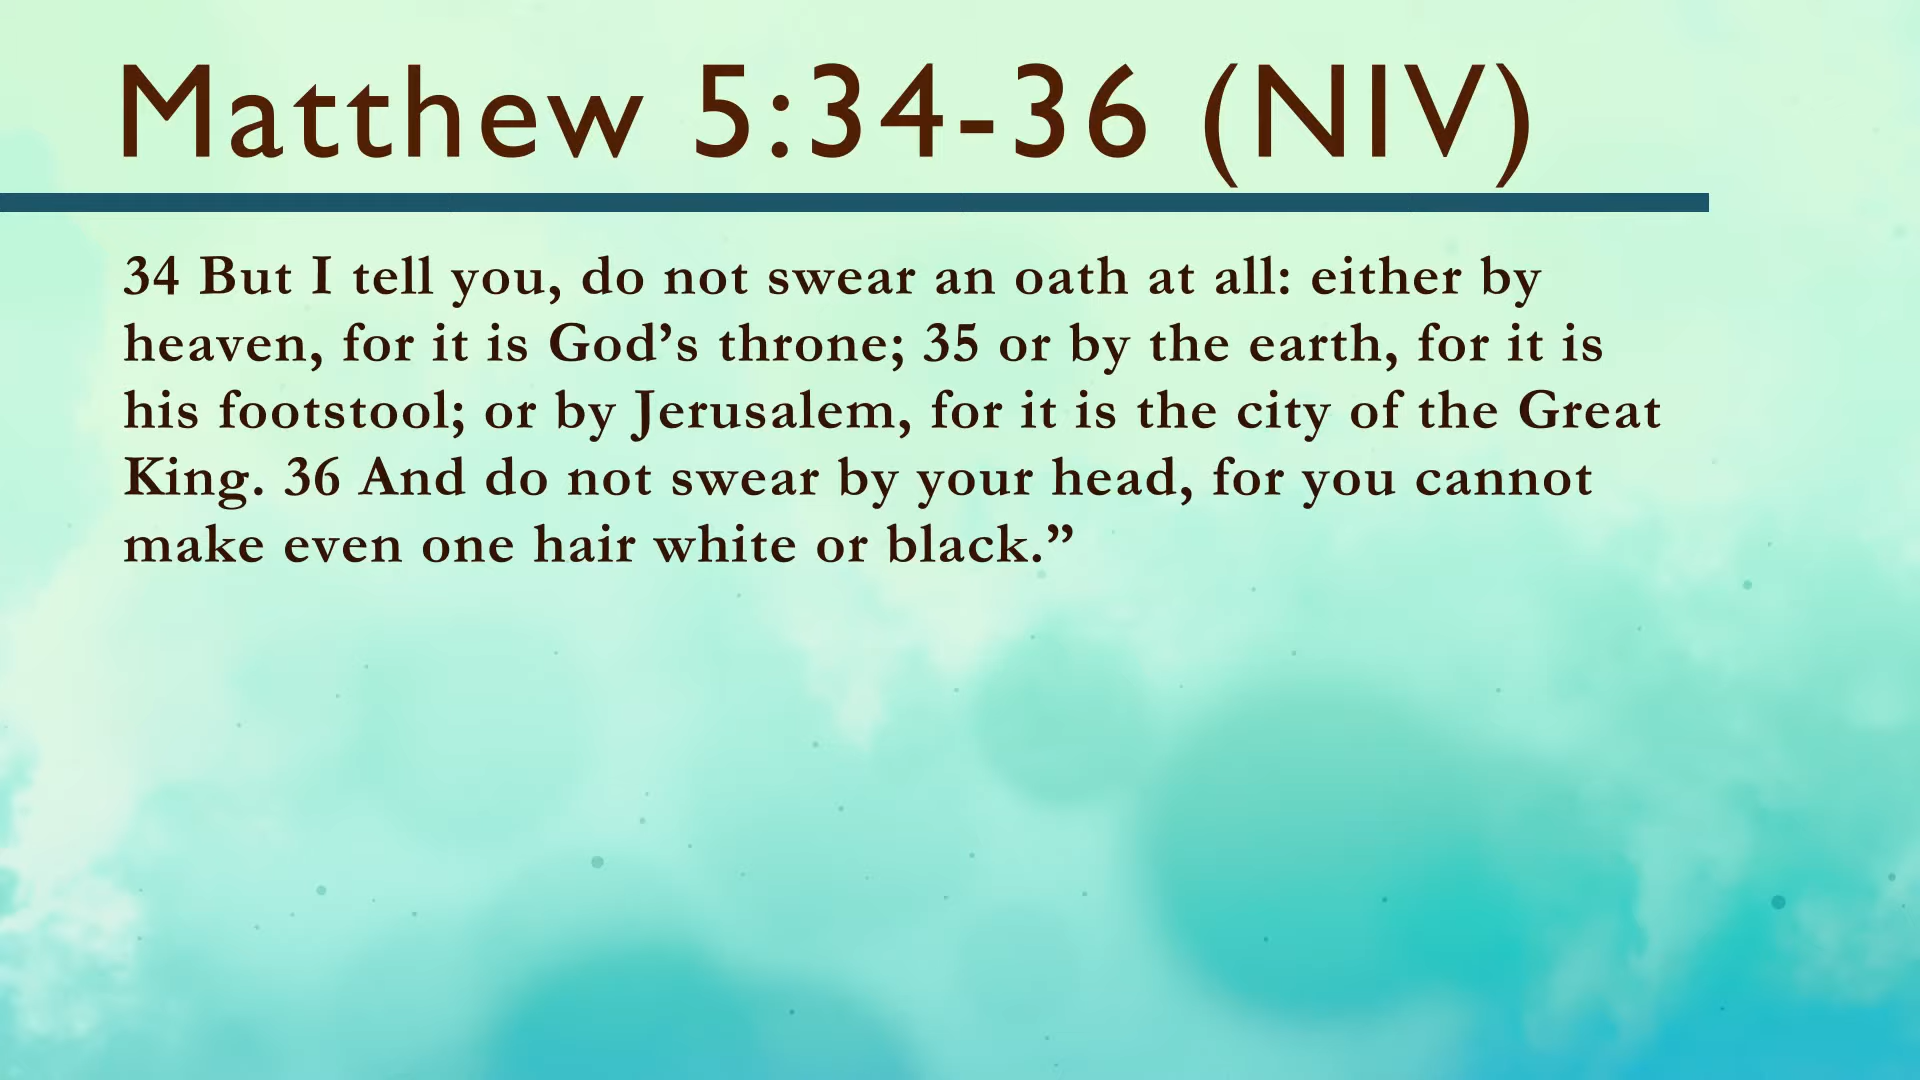 Matthew 5:34-36 (NIV)
34 But I tell you, do not swear an oath at all: either by
heaven, for it is God’s throne; 35 or by the earth, for it is
his footstool; or by Jerusalem, for it is the city of the Great
King. 36 And do not swear by your head, for you cannot
make even one hair white or black.”